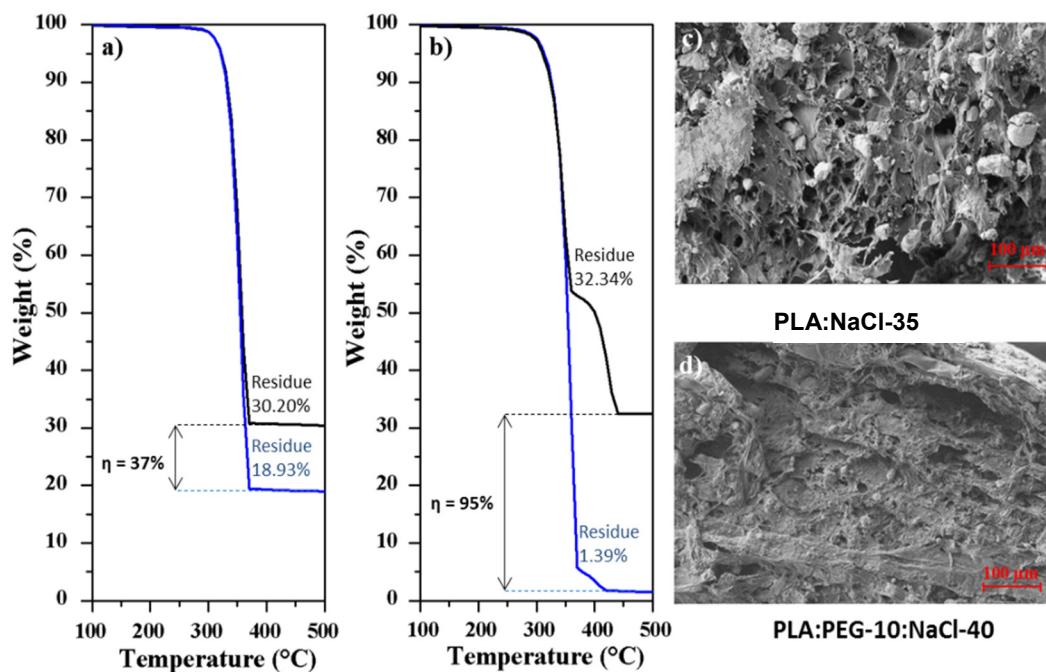 a)
100
90
80
70
60
50
40
30
20
10
0
Weight (%)
Residue
30.20%
Residue
18.93%
η = 37%
100 200 300 400 500
Temperature (°C)
b)
100
90
80
70
60
50
40
30
20
10
0
Weight (%)
Residue
32.34%
η = 95%
Residue
1.39%
100 200 300 400 500
Temperature (°C)
c)
100 μm
PLA:NaCl-35
d)
100 μm
PLA:PEG-10:NaCl-40